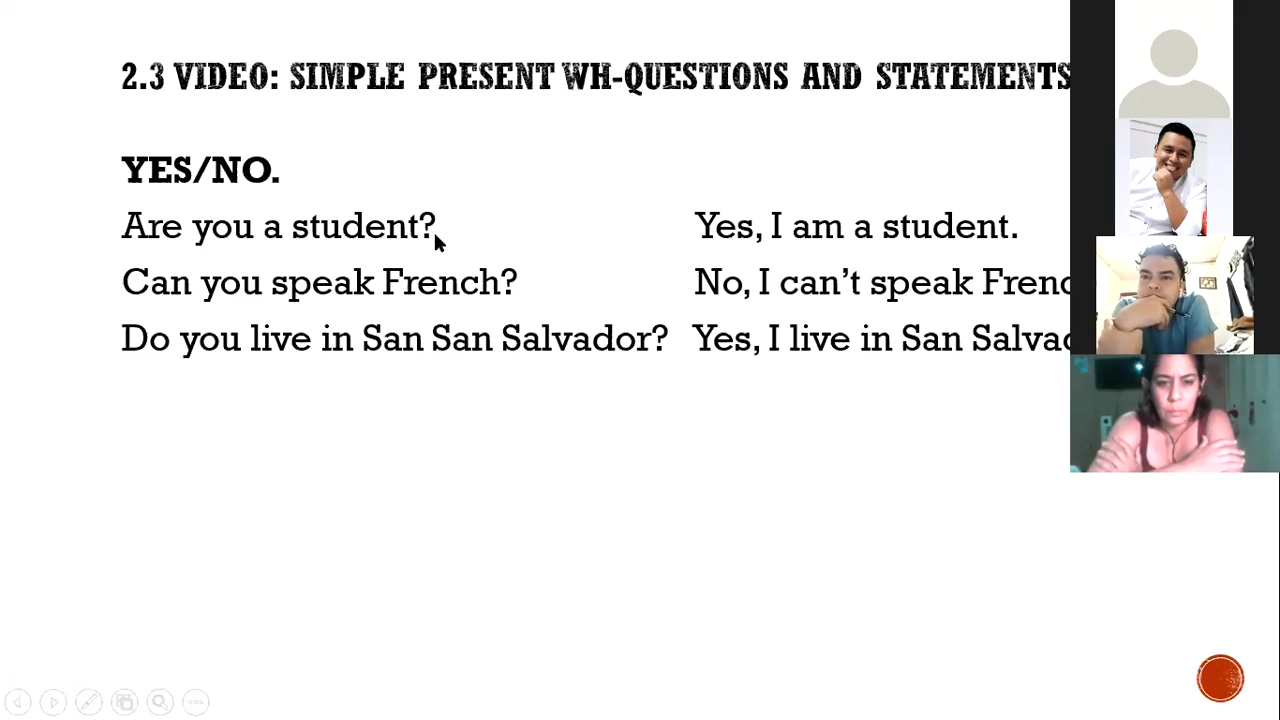 2.3 VIDEO: SIMPLE PRESENT WH-QUESTIONS AND STATEMENTS
YES/NO.
Are you a student? Yes, I am a student.
Can you speak French? No, I can't speak Frenc
Do you live in San San Salvador? Yes, I live in San Salvad